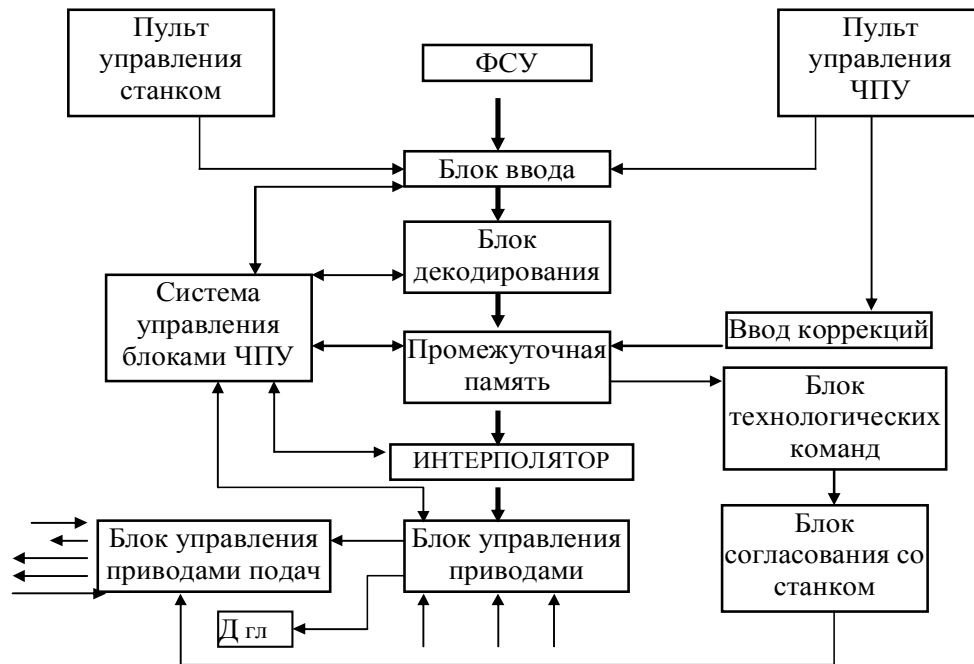 Пульт
управления
станком
ФСУ
Пульт
управления
ЧПУ
Блок ввода
Блок
декодирования
Система
управления
блоками ЧПУ
Промежуточная
память
Ввод коррекций
Блок
технологических
команд
ИНТЕРПОЛЯТОР
Блок управления
приводами подач
Блок управления
приводами
Блок
согласования со
станком
Д гл